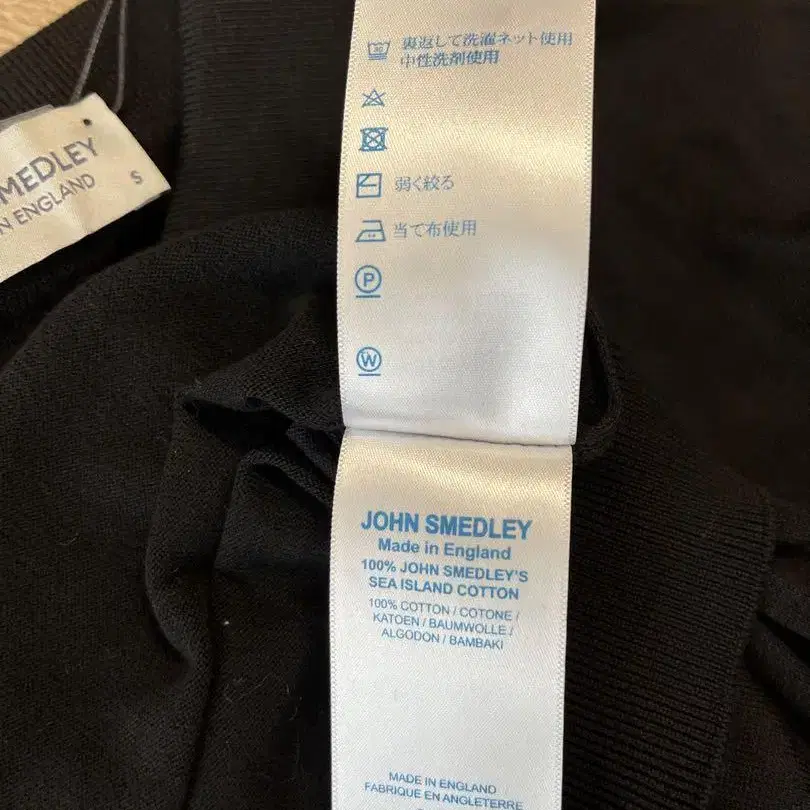 MEDLEY
N ENGLAND
S
30 裏返して洗濯ネット使用
中性洗剤使用
弱く絞る
当て布使用
P
W
JOHN SMEDLEY
Made in England
100% JOHN SMEDLEY'S
SEA ISLAND COTTON
100% COTTON / COTONE /
KATOEN / BAUMWOLLE /
ALGODON / BAMBAKI
MADE IN ENGLAND
FABRIQUE EN ANGLETERRE